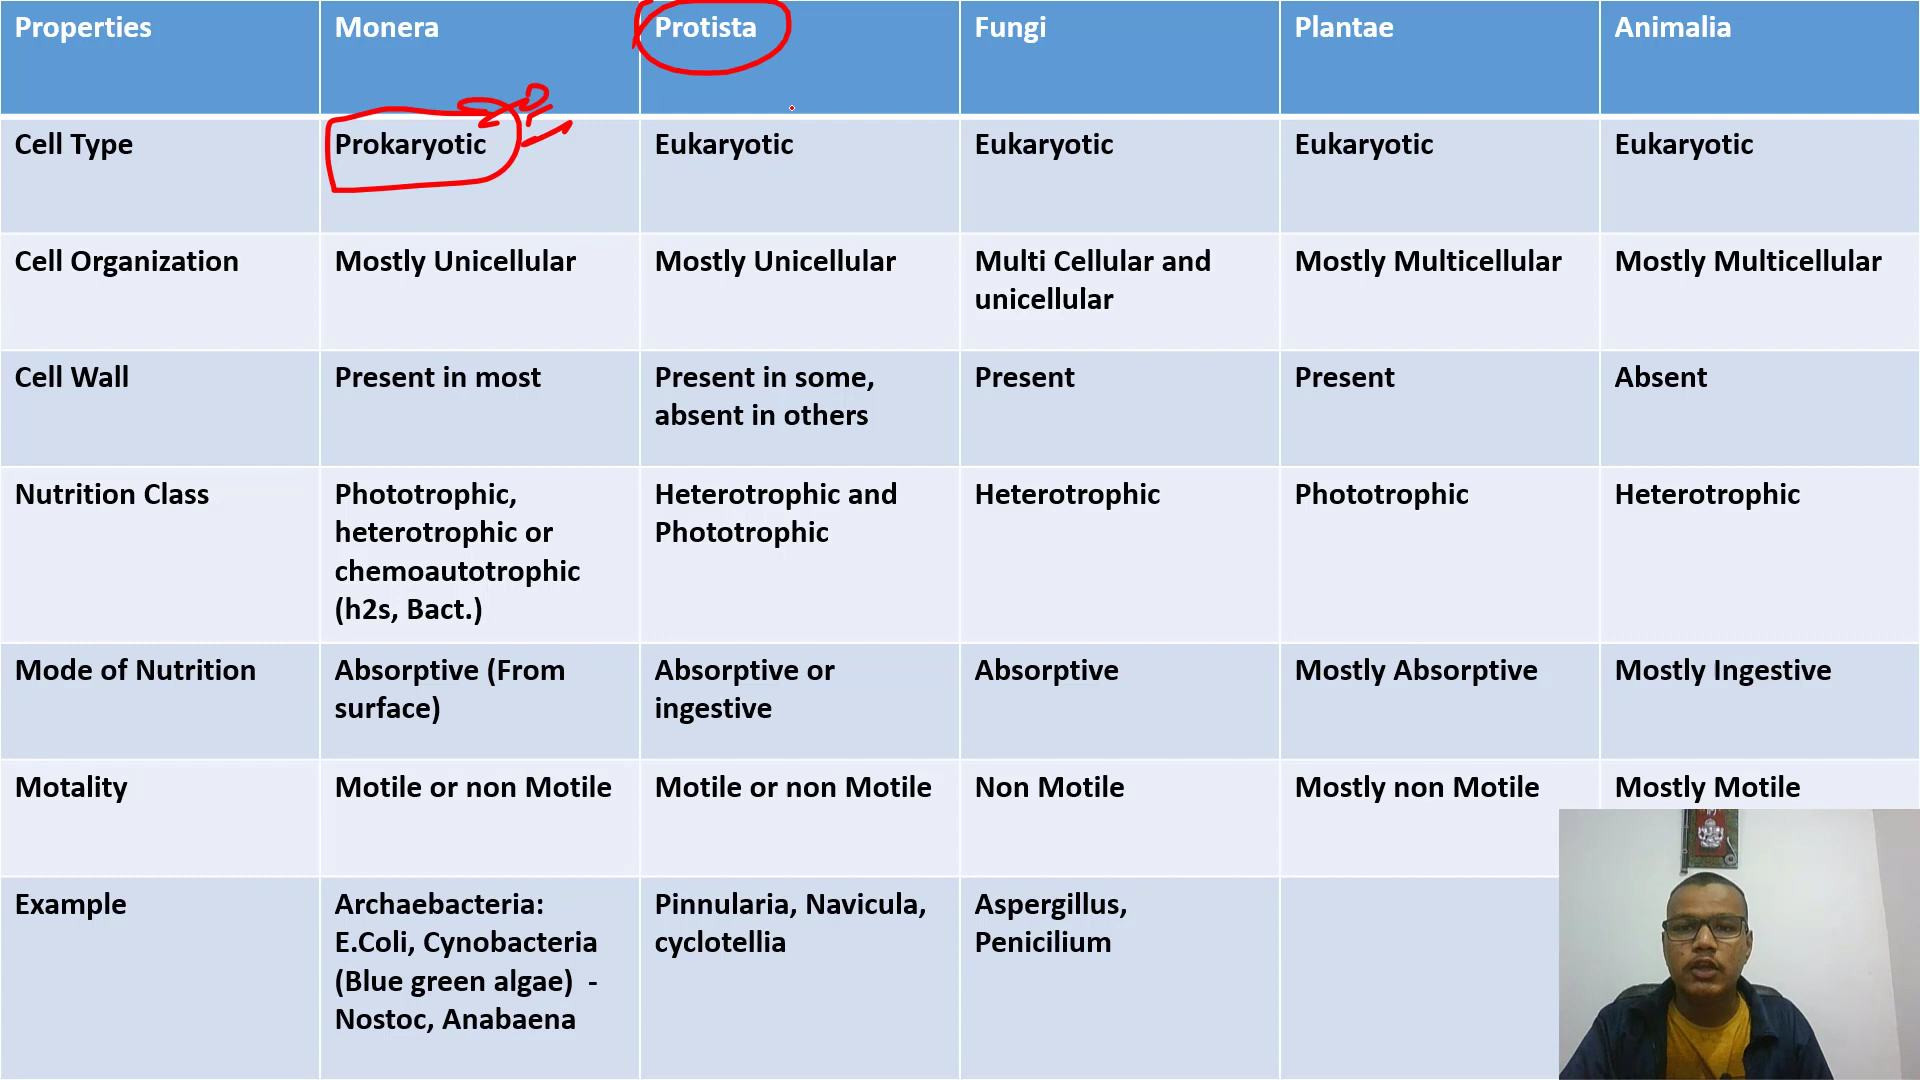 Properties
Monera
Protista
Fungi
Plantae
Animalia
Cell Type
Prokaryotic
Eukaryotic
Eukaryotic
Eukaryotic
Eukaryotic
Cell Organization
Mostly Unicellular
Mostly Unicellular
Multi Cellular and
unicellular
Mostly Multicellular
Mostly Multicellular
Cell Wall
Present in most
Present in some,
absent in others
Present
Present
Absent
Nutrition Class
Phototrophic,
heterotrophic or
chemoautotrophic
(h2s, Bact.)
Heterotrophic and
Phototrophic
Heterotrophic
Phototrophic
Heterotrophic
Mode of Nutrition
Absorptive (From
surface)
Absorptive or
ingestive
Absorptive
Mostly Absorptive
Mostly Ingestive
Motality
Motile or non Motile
Motile or non Motile
Non Motile
Mostly non Motile
Mostly Motile
Example
Archaebacteria:
E.Coli, Cynobacteria
(Blue green algae)  -
Nostoc, Anabaena
Pinnularia, Navicula,
cyclotellia
Aspergillus,
Penicilium